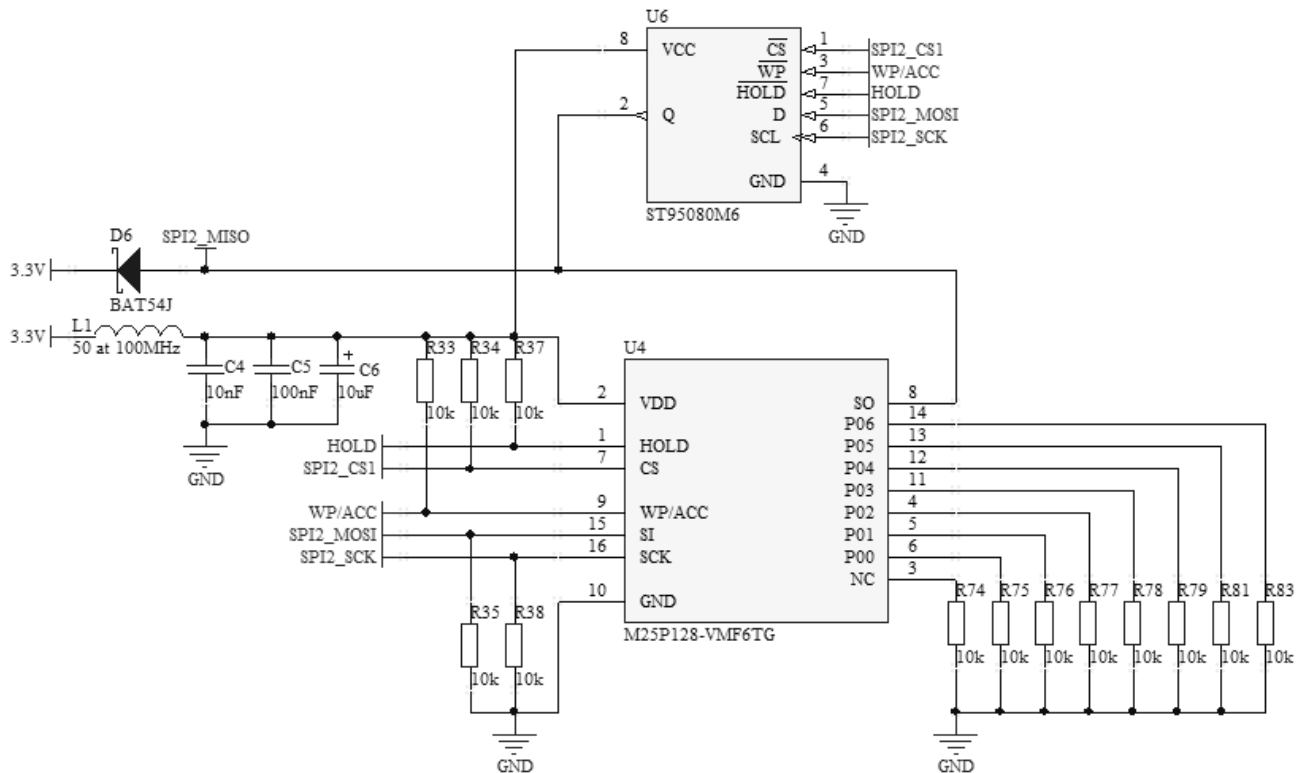 U6
8 VCC CS 1 SPI2_CS1
WP 3 WP/ACC
HOLD 7 HOLD
2 Q D 5 SPI2_MOSI
SCL 6 SPI2_SCK
GND 4
ST95080M6
GND
D6 SPI2_MISO
3.3V
BAT54J
3.3V L1
50 at 100MHz
C4 C5 + C6 R33 R34 R37 U4
10nF 100nF 10uF 10k 10k 10k
2 VDD SO 8
P06 14
HOLD 1 HOLD P05 13
SPI2_CS1 7 CS P04 12
P03 11
WP/ACC 9 WP/ACC P02 4
SPI2_MOSI 15 SI P01 5
SPI2_SCK 16 SCK P00 6
NC 3
10 GND
GND
R35 R38 R74 R75 R76 R77 R78 R79 R81 R83
M25P128-VMF6TG
10k 10k 10k 10k 10k 10k 10k 10k 10k 10k
GND GND